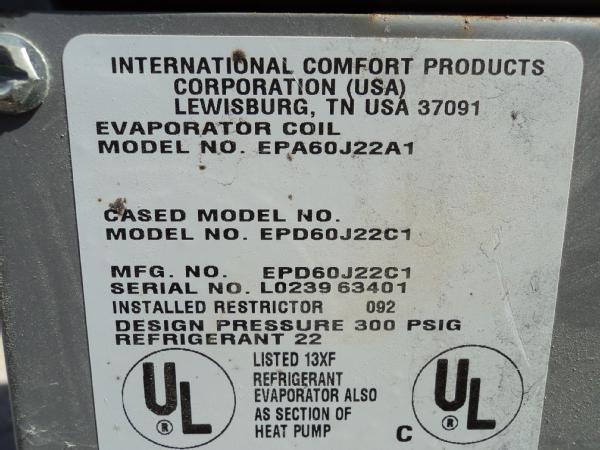 INTERNATIONAL COMFORT PRODUCTS
CORPORATION (USA)
LEWISBURG, TN USA 37091
EVAPORATOR COIL
MODEL NO. EPA60J22A1
CASED MODEL NO.
MODEL NO. EPD60J22C1
MFG. NO. EPD60J22C1
SERIAL NO. L023963401
INSTALLED RESTRICTOR 092
DESIGN PRESSURE 300 PSIG
REFRIGERANT 22
LISTED 13XF
REFRIGERANT
EVAPORATOR ALSO
AS SECTION OF
HEAT PUMP
UL ®
C UL ®